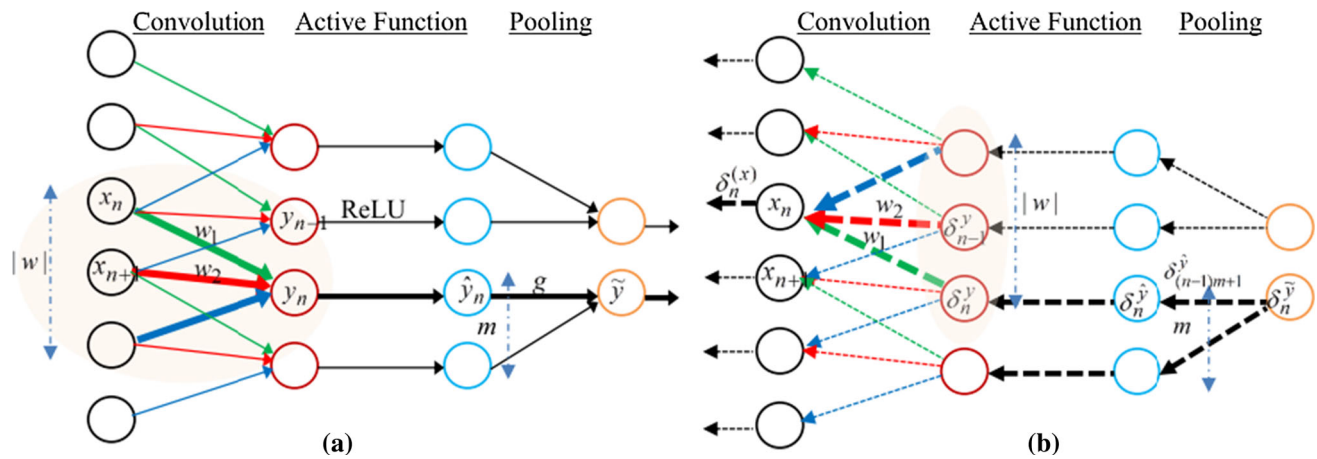 Convolution Active Function Pooling
x_n
ReLU
y_{n-1}
w_1
|w|
x_{n+1}
w_2
y_n
ŷ_n
g
ỹ
m
(a)
Convolution Active Function Pooling
δ_n^{(x)}
x_n
w_2
|w|
δ_{n-1}^y
w_1
x_{n+1}
δ_n^y
δ_n^ŷ
δ_{(n-1)m+1}^ŷ
δ_n^ỹ
m
(b)